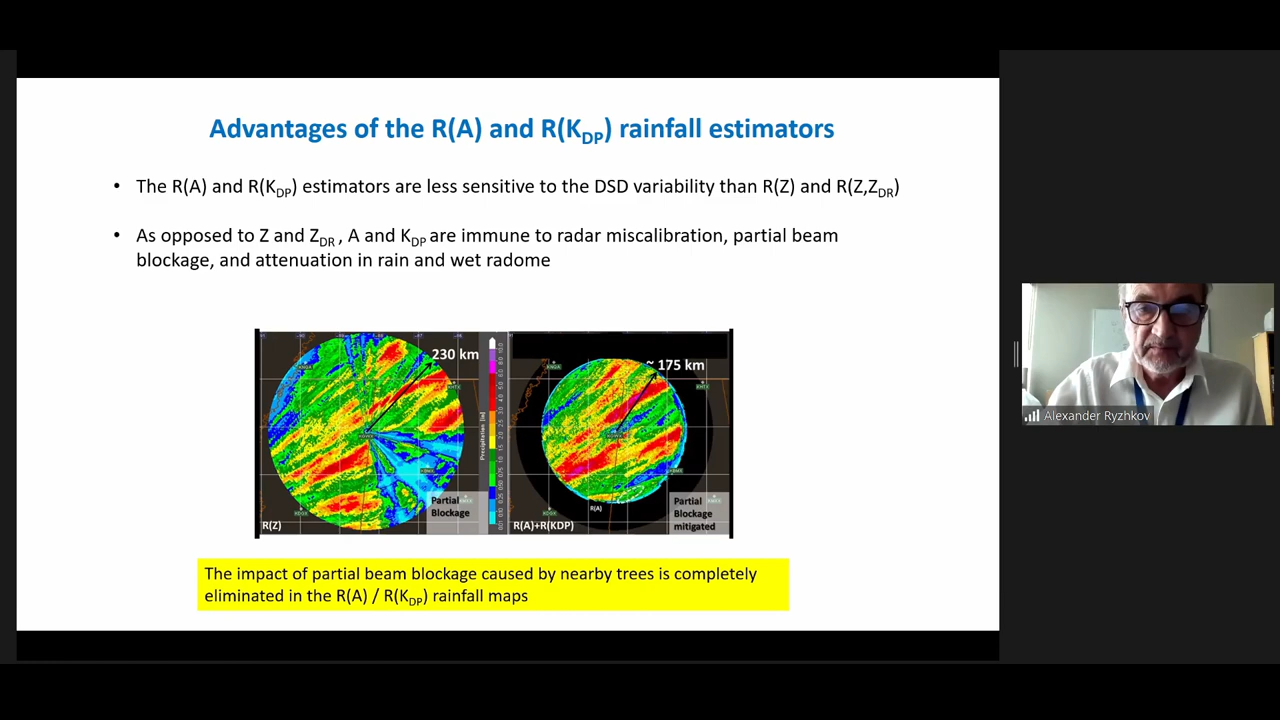 Advantages of the R(A) and R(KDP) rainfall estimators
• The R(A) and R(KDP) estimators are less sensitive to the DSD variability than R(Z) and R(Z,ZDR)
• As opposed to Z and ZDR , A and KDP are immune to radar miscalibration, partial beam
blockage, and attenuation in rain and wet radome
230 km
~ 175 km
Precipitation [in]
Partial
Blockage
R(Z)
R(A)
Partial
Blockage
mitigated
R(A)+R(KDP)
The impact of partial beam blockage caused by nearby trees is completely
eliminated in the R(A) / R(KDP) rainfall maps
Alexander Ryzhkov